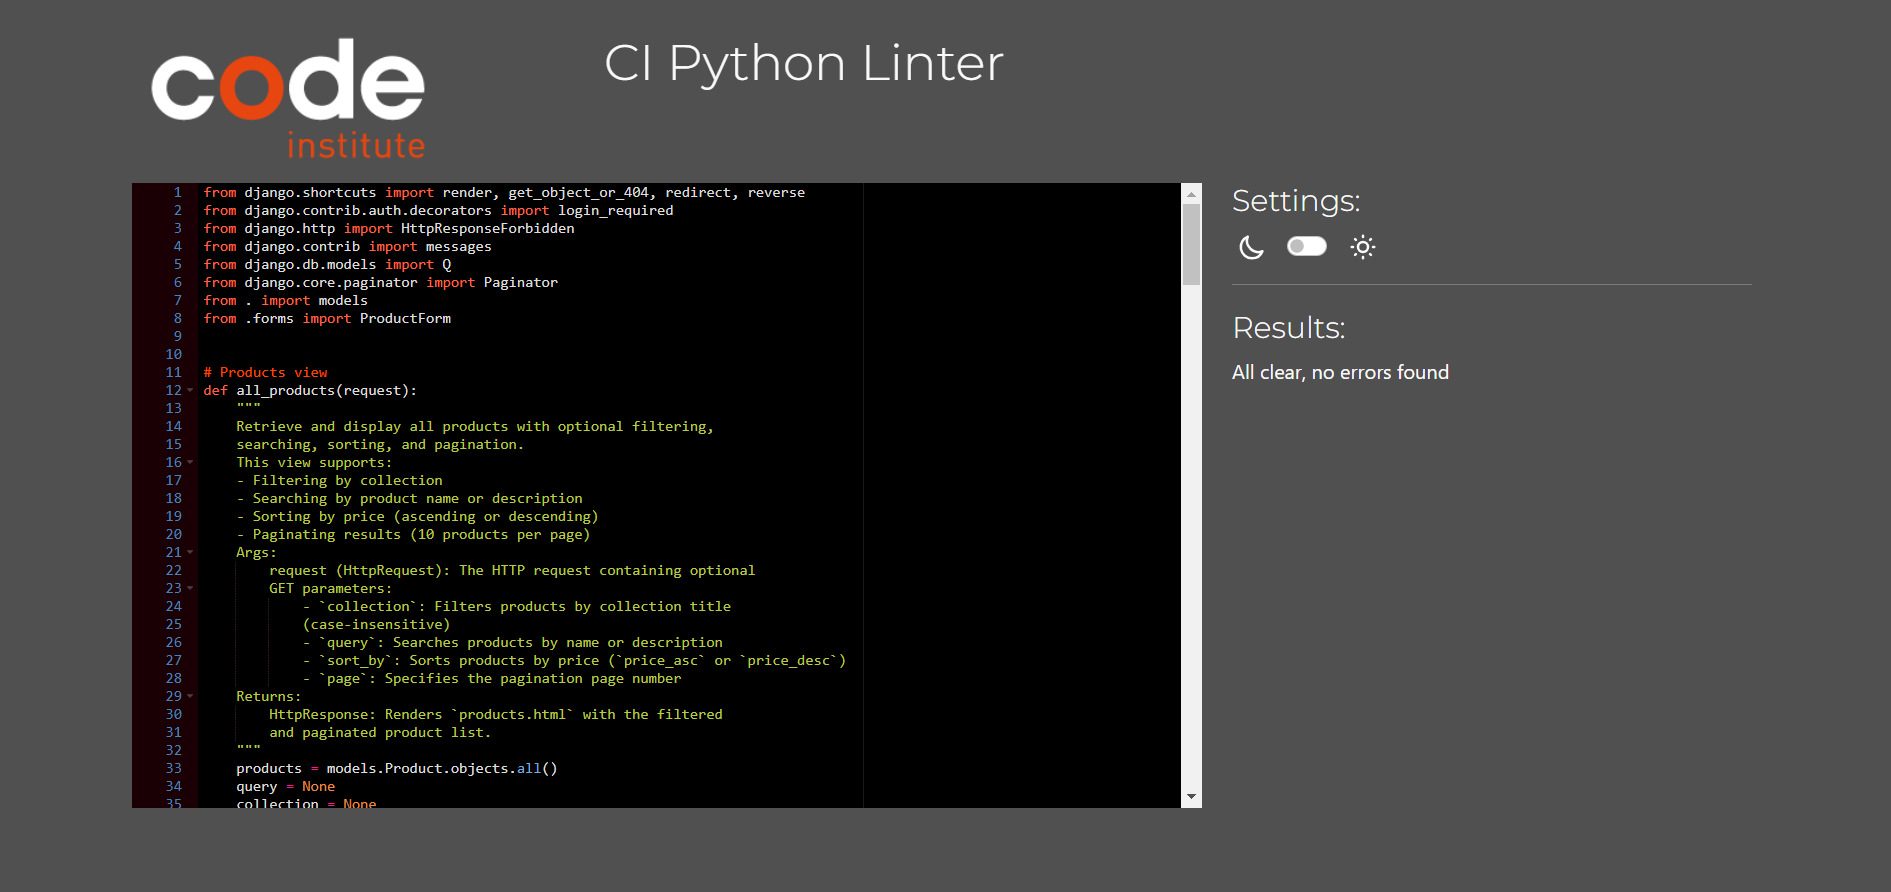 code
institute
CI Python Linter
1 from django.shortcuts import render, get_object_or_404, redirect, reverse
2 from django.contrib.auth.decorators import login_required
3 from django.http import HttpResponseForbidden
4 from django.contrib import messages
5 from django.db.models import Q
6 from django.core.paginator import Paginator
7 from . import models
8 from .forms import ProductForm
9
10
11 # Products view
12 def all_products(request):
13     """
14     Retrieve and display all products with optional filtering,
15     searching, sorting, and pagination.
16     This view supports:
17     - Filtering by collection
18     - Searching by product name or description
19     - Sorting by price (ascending or descending)
20     - Paginating results (10 products per page)
21     Args:
22         request (HttpRequest): The HTTP request containing optional
23         GET parameters:
24             - `collection`: Filters products by collection title
25             (case-insensitive)
26             - `query`: Searches products by name or description
27             - `sort_by`: Sorts products by price (`price_asc` or `price_desc`)
28             - `page`: Specifies the pagination page number
29     Returns:
30         HttpResponse: Renders `products.html` with the filtered
31         and paginated product list.
32     """
33     products = models.Product.objects.all()
34     query = None
35     collection = None
Settings:
Results:
All clear, no errors found